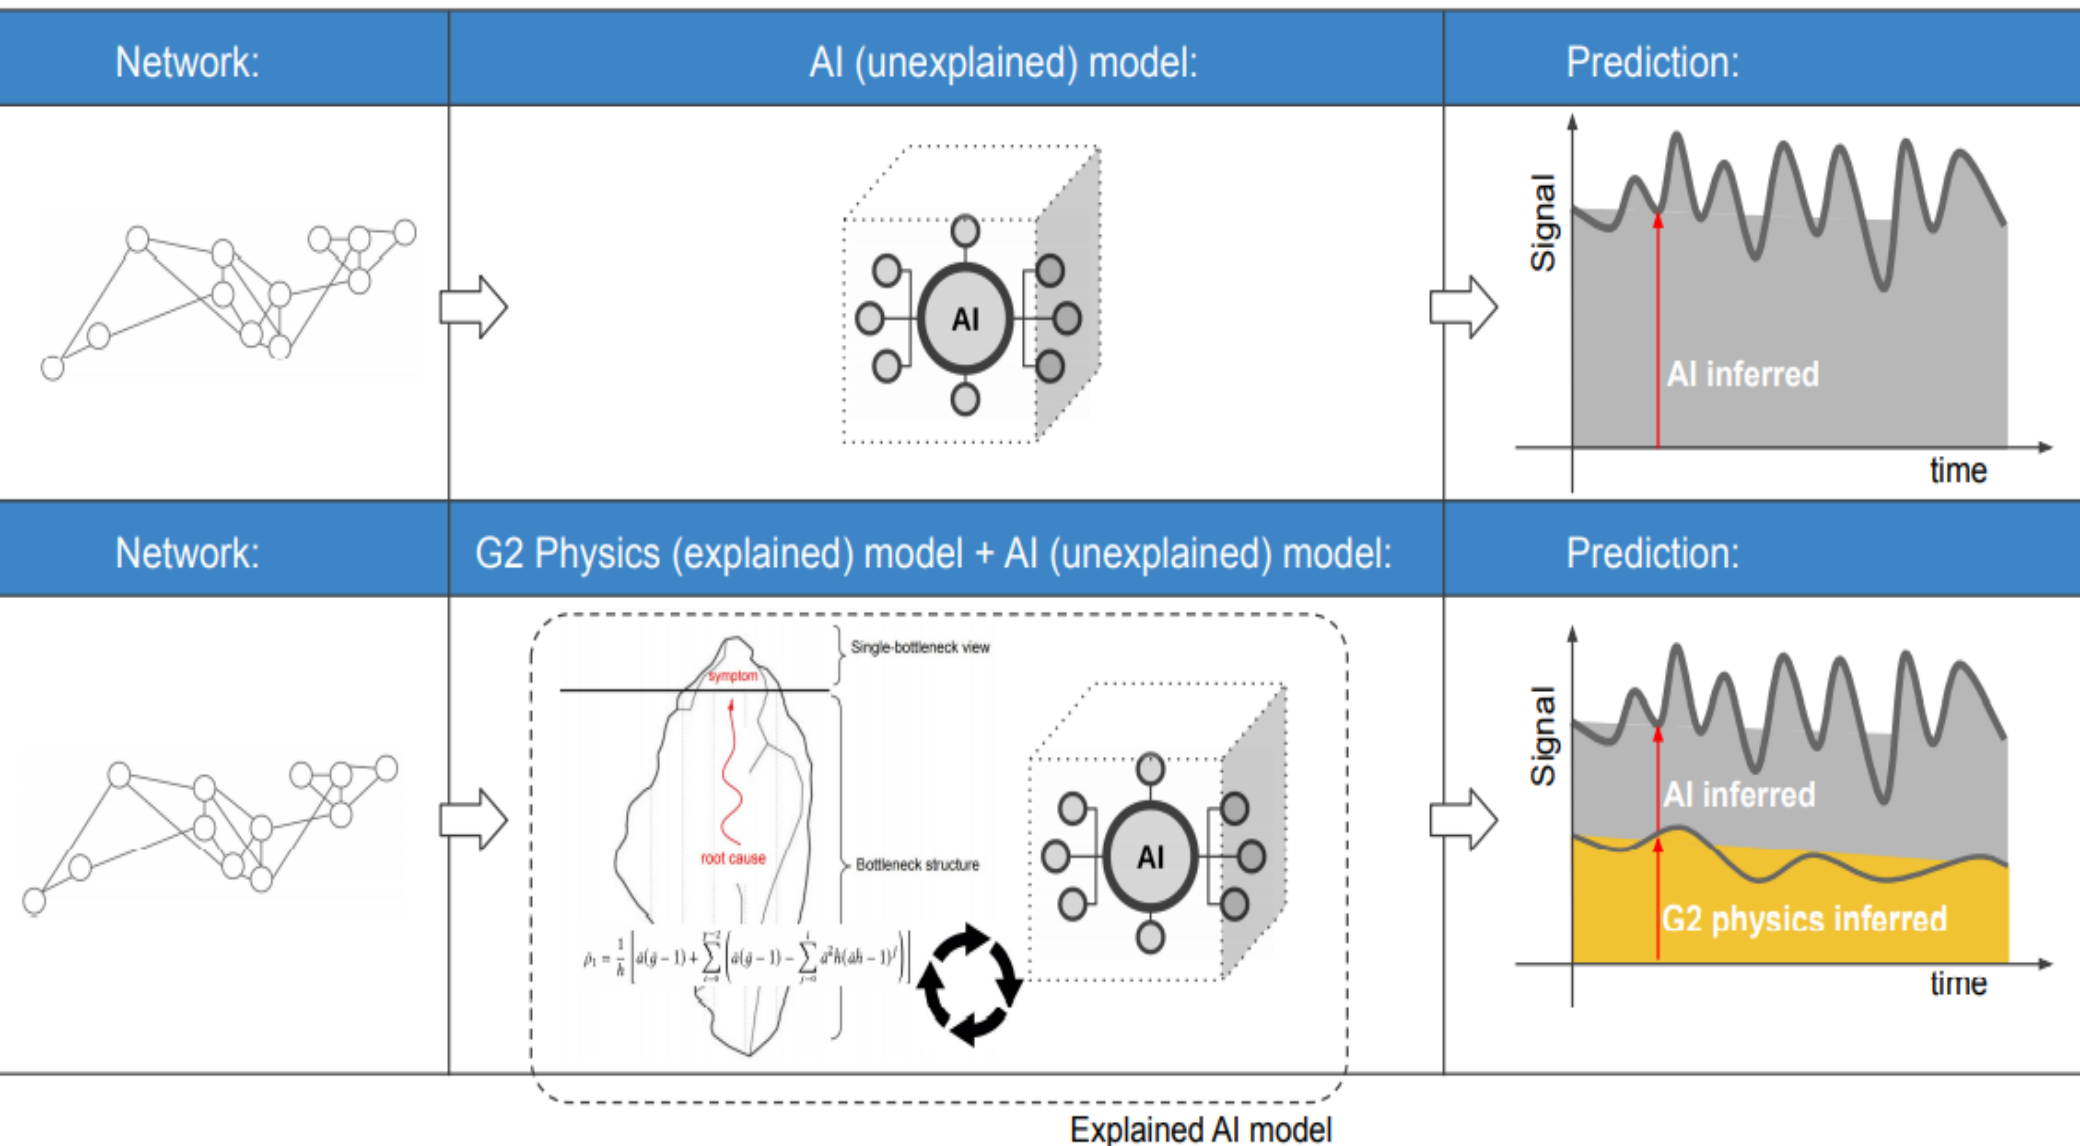 Network:
AI (unexplained) model:
Prediction:
AI
Signal
AI inferred
time
Network:
G2 Physics (explained) model + AI (unexplained) model:
Prediction:
Single-bottleneck view
symptom
root cause
Bottleneck structure
AI
Signal
AI inferred
G2 physics inferred
time
Explained AI model